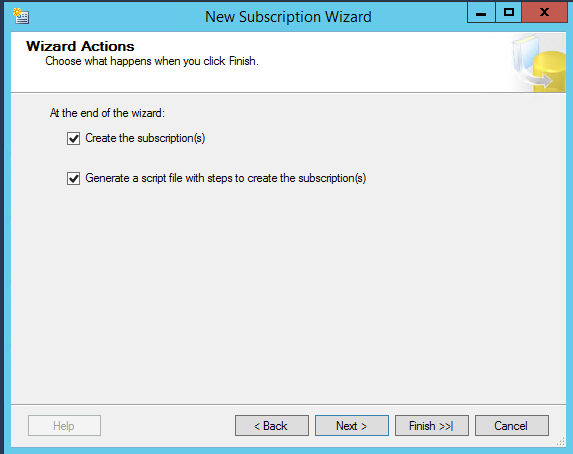 New Subscription Wizard
Wizard Actions
Choose what happens when you click Finish.
At the end of the wizard:
Create the subscription(s)
Generate a script file with steps to create the subscription(s)
Help
< Back
Next >
Finish >>|
Cancel